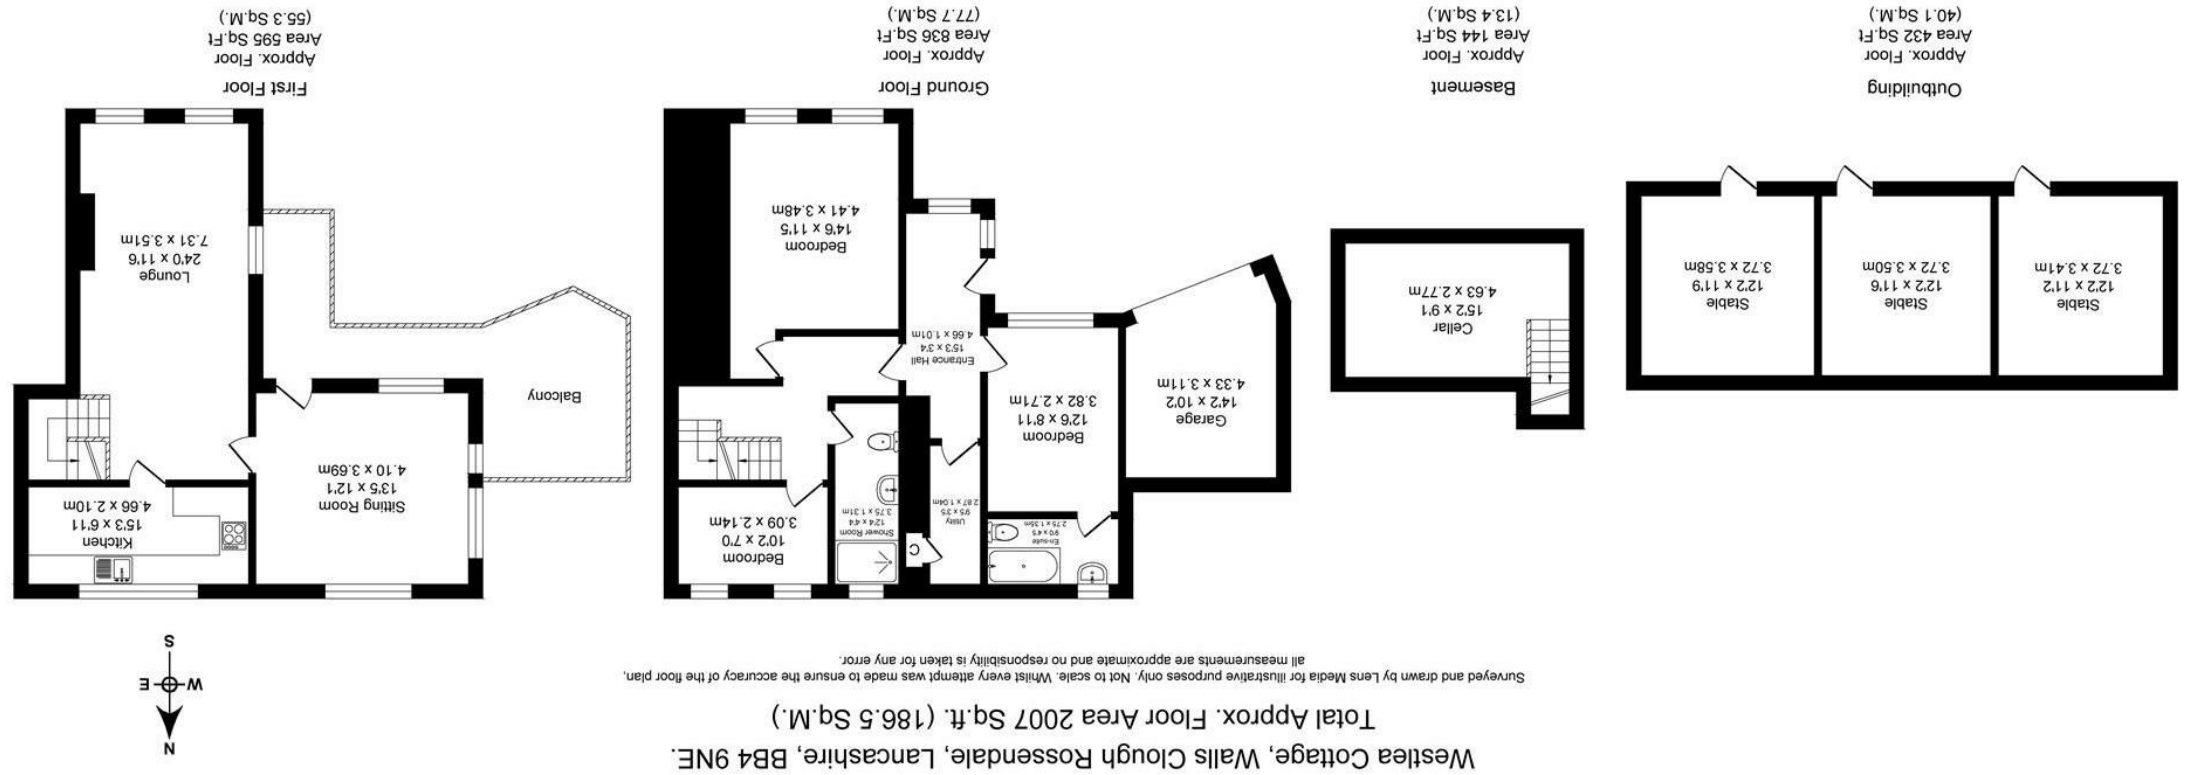 Westlea Cottage, Walls Clough Rossendale, Lancashire, BB4 9NE.
Total Approx. Floor Area 2007 Sq.ft. (186.5 Sq.M.)
Surveyed and drawn by Lens Media for illustrative purposes only. Not to scale. Whilst every attempt was made to ensure the accuracy of the floor plan,
all measurements are approximate and no responsibility is taken for any error.
N
W
E
S
Stable
12'2 x 11'2
3.72 x 3.41m
Stable
12'2 x 11'6
3.72 x 3.50m
Stable
12'2 x 11'9
3.72 x 3.58m
Outbuilding
Approx. Floor
Area 432 Sq.Ft
(40.1 Sq.M.)
Cellar
15'2 x 9'1
4.63 x 2.77m
Basement
Approx. Floor
Area 144 Sq.Ft
(13.4 Sq.M.)
Garage
14'2 x 10'2
4.33 x 3.11m
En-suite
9'0 x 4'5
2.75 x 1.35m
Bedroom
12'6 x 8'11
3.82 x 2.71m
C
Utility
9'5 x 3'5
2.87 x 1.04m
Entrance Hall
15'3 x 3'4
4.66 x 1.01m
Shower Room
12'4 x 4'4
3.75 x 1.31m
Bedroom
10'2 x 7'0
3.09 x 2.14m
Bedroom
14'6 x 11'5
4.41 x 3.48m
Ground Floor
Approx. Floor
Area 836 Sq.Ft
(77.7 Sq.M.)
Balcony
Sitting Room
13'5 x 12'1
4.10 x 3.69m
Kitchen
15'3 x 6'11
4.66 x 2.10m
Lounge
24'0 x 11'6
7.31 x 3.51m
First Floor
Approx. Floor
Area 595 Sq.Ft
(55.3 Sq.M.)